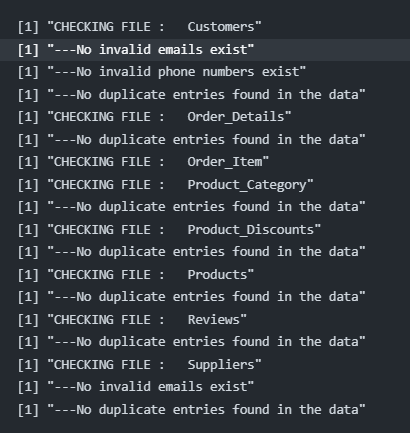 [1] "CHECKING FILE :   Customers"
[1] "---No invalid emails exist"
[1] "---No invalid phone numbers exist"
[1] "---No duplicate entries found in the data"
[1] "CHECKING FILE :   Order_Details"
[1] "---No duplicate entries found in the data"
[1] "CHECKING FILE :   Order_Item"
[1] "CHECKING FILE :   Product_Category"
[1] "---No duplicate entries found in the data"
[1] "CHECKING FILE :   Product_Discounts"
[1] "---No duplicate entries found in the data"
[1] "CHECKING FILE :   Products"
[1] "---No duplicate entries found in the data"
[1] "CHECKING FILE :   Reviews"
[1] "---No duplicate entries found in the data"
[1] "CHECKING FILE :   Suppliers"
[1] "---No invalid emails exist"
[1] "---No duplicate entries found in the data"